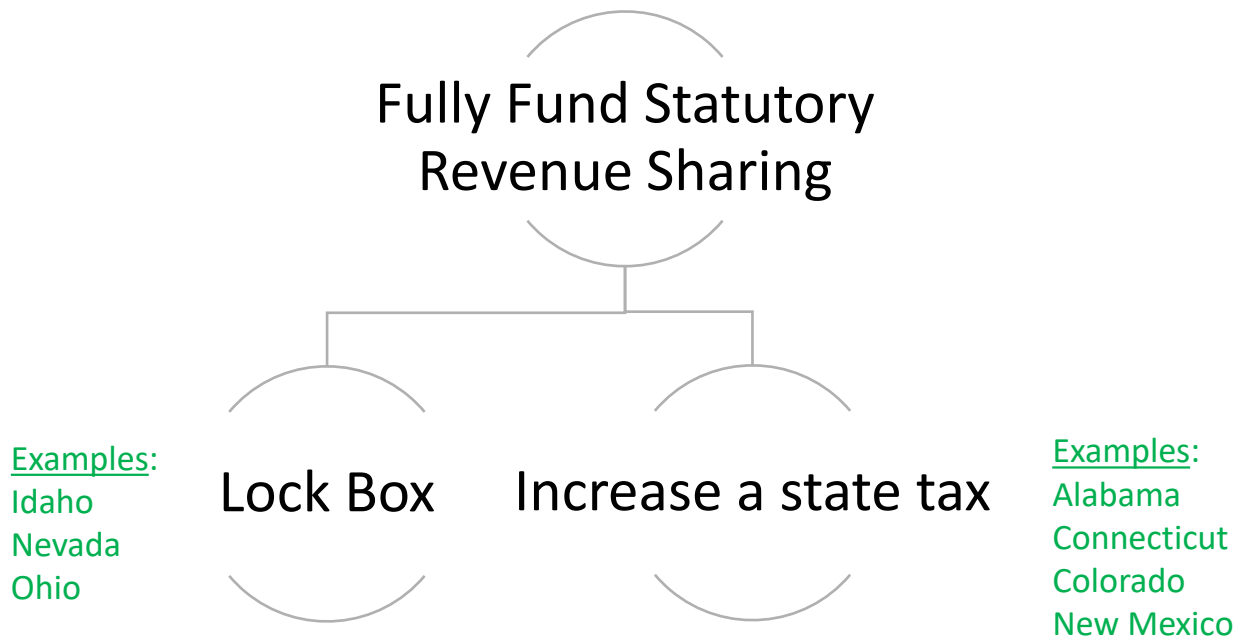 Fully Fund Statutory
Revenue Sharing
Examples:
Idaho
Nevada
Ohio
Lock Box
Increase a state tax
Examples:
Alabama
Connecticut
Colorado
New Mexico